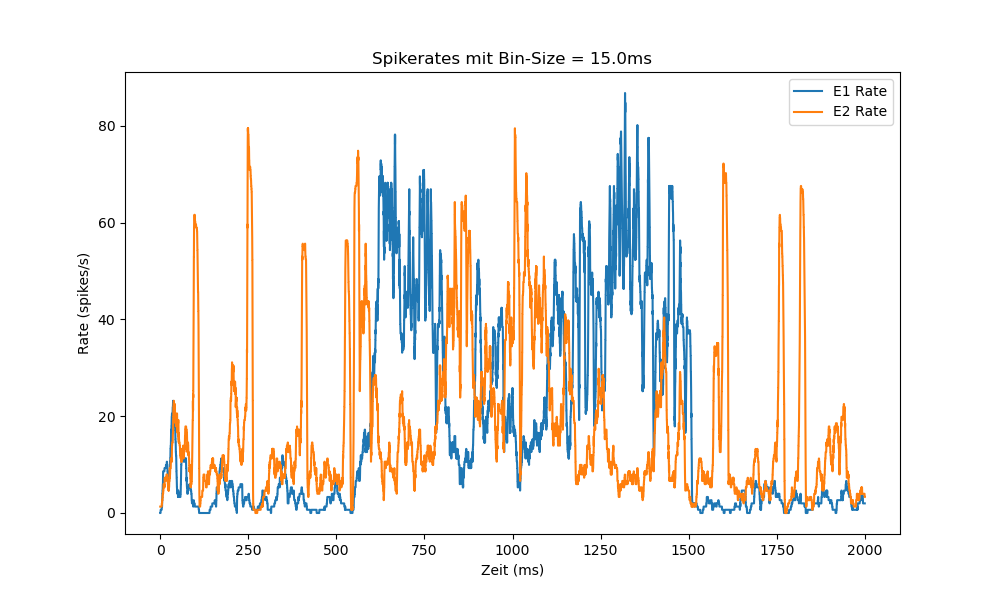 Spikerates mit Bin-Size = 15.0ms
E1 Rate
E2 Rate
Rate (spikes/s)
80
60
40
20
0
0 250 500 750 1000 1250 1500 1750 2000
Zeit (ms)